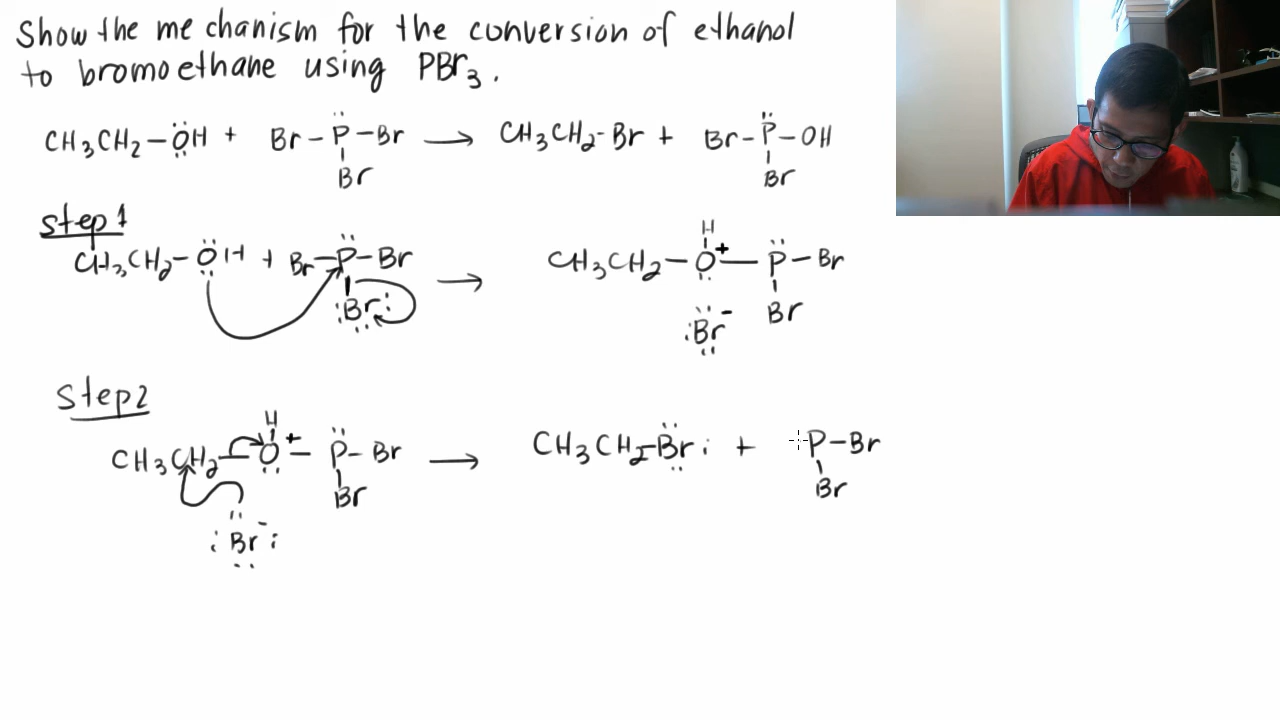 Show the mechanism for the conversion of ethanol
to bromoethane using PBr₃.
CH₃CH₂–ÖH + Br–P–Br → CH₃CH₂–Br + Br–P–OH
Br Br
Step 1
H
CH₃CH₂–ÖH + Br–P–Br → CH₃CH₂–O⁺–P–Br
:Br: Br
:Br:⁻
Step 2
H
CH₃CH₂–O⁺–P–Br → CH₃CH₂–Br: + P–Br
Br Br
:Br:⁻